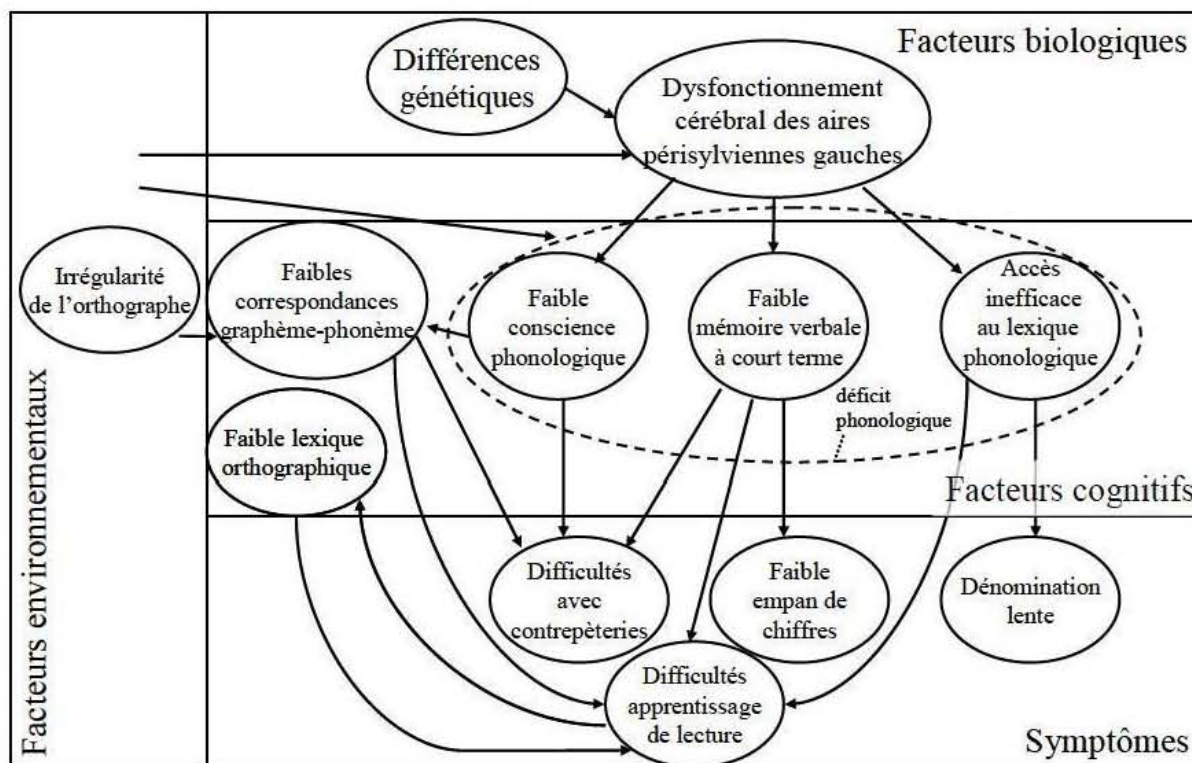 Facteurs biologiques
Différences
génétiques
Dysfonctionnement
cérébral des aires
périsylviennes gauches
Irrégularité
de l'orthographe
Faibles
correspondances
graphème-phonème
Faible
conscience
phonologique
Faible
mémoire verbale
à court terme
Accès
inefficace
au lexique
phonologique
déficit
phonologique
Faible lexique
orthographique
Facteurs cognitifs
Facteurs environnementaux
Difficultés
avec
contrepèteries
Faible
empan de
chiffres
Dénomination
lente
Difficultés
apprentissage
de lecture
Symptômes